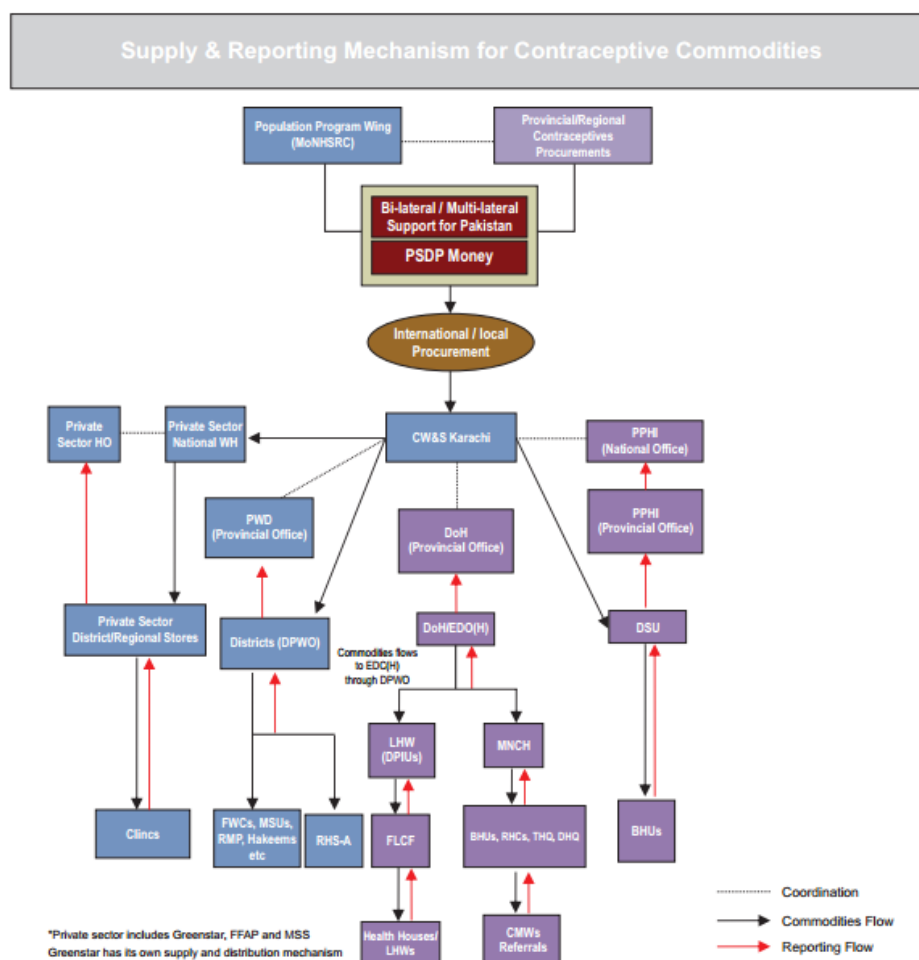 Supply & Reporting Mechanism for Contraceptive Commodities
Population Program Wing
(MoNHSRC)
Provincial/Regional
Contraceptives
Procurements
Bi-lateral / Multi-lateral
Support for Pakistan
PSDP Money
International / local
Procurement
Private
Sector HO
Private Sector
National WH
CW&S Karachi
PPHI
(National Office)
PWD
(Provincial Office)
DoH
(Provincial Office)
PPHI
(Provincial Office)
Private Sector
District/Regional Stores
Districts (DPWO)
Commodities flows
to EDC(H)
through DPWO
DoH/EDO(H)
DSU
LHW
(DPIUs)
MNCH
Clincs
FWCs, MSUs,
RMP, Hakeems
etc
RHS-A
FLCF
BHUs, RHCs, THQ, DHQ
BHUs
Health Houses/
LHWs
CMWs
Referrals
Coordination
Commodities Flow
Reporting Flow
*Private sector includes Greenstar, FFAP and MSS
Greenstar has its own supply and distribution mechanism